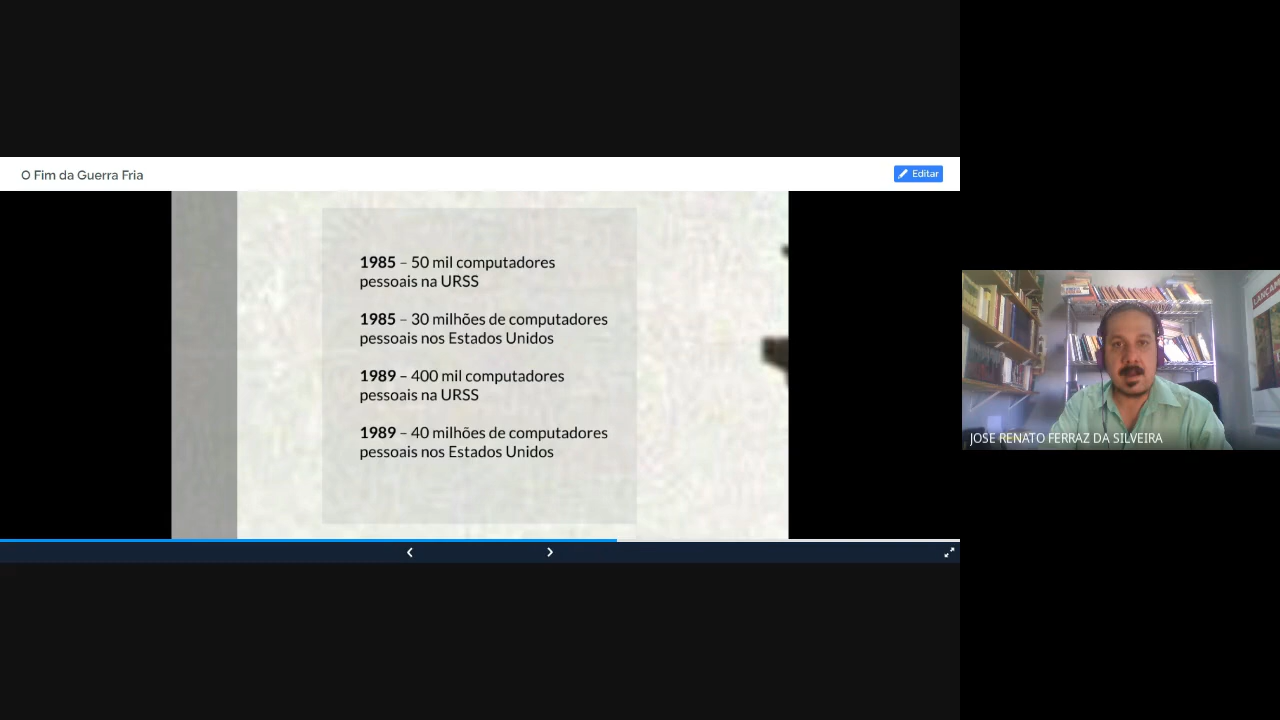 O Fim da Guerra Fria
Editar
1985 – 50 mil computadores
pessoais na URSS
1985 – 30 milhões de computadores
pessoais nos Estados Unidos
1989 – 400 mil computadores
pessoais na URSS
1989 – 40 milhões de computadores
pessoais nos Estados Unidos
JOSE RENATO FERRAZ DA SILVEIRA